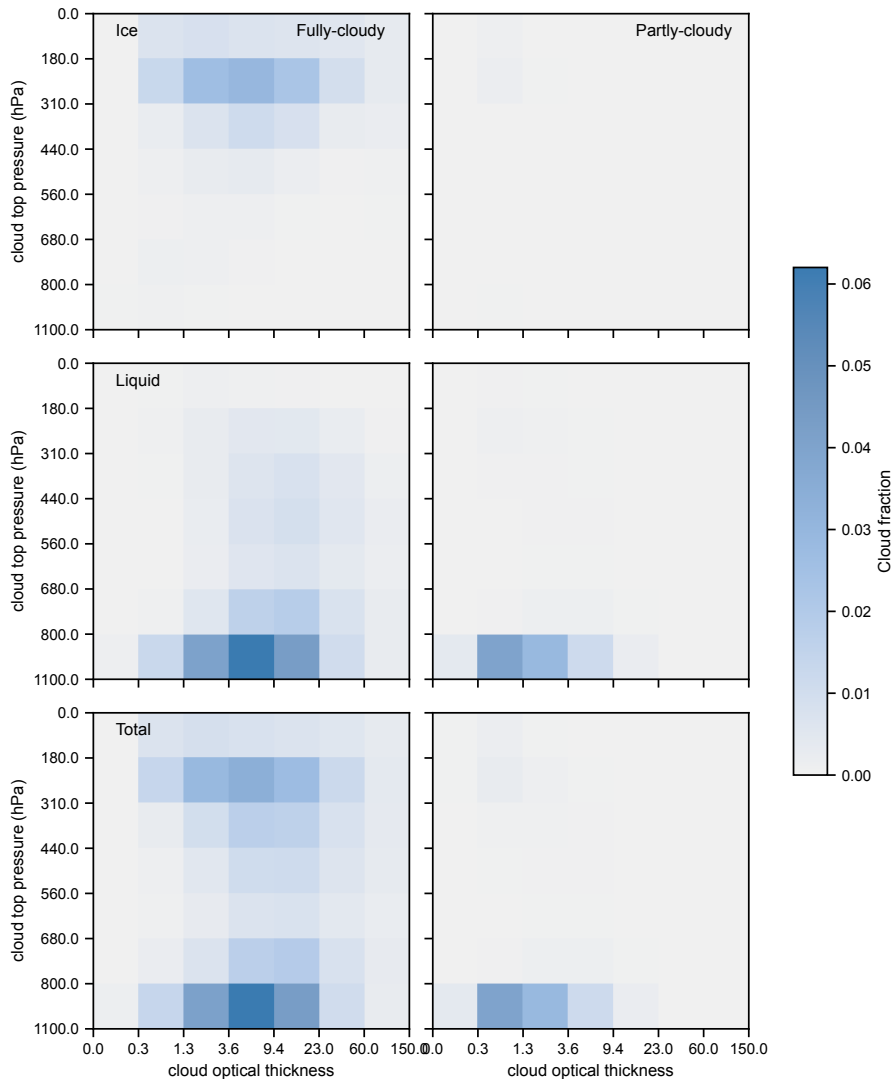 0.0
Ice Fully-cloudy Partly-cloudy
180.0
310.0
440.0
560.0
680.0
800.0
1100.0
cloud top pressure (hPa)
0.0
Liquid
180.0
310.0
440.0
560.0
680.0
800.0
1100.0
cloud top pressure (hPa)
0.0
Total
180.0
310.0
440.0
560.0
680.0
800.0
1100.0
cloud top pressure (hPa)
0.0 0.3 1.3 3.6 9.4 23.0 60.0 150.0
cloud optical thickness
0.0 0.3 1.3 3.6 9.4 23.0 60.0 150.0
cloud optical thickness
0.06
0.05
0.04
0.03
0.02
0.01
0.00
Cloud fraction